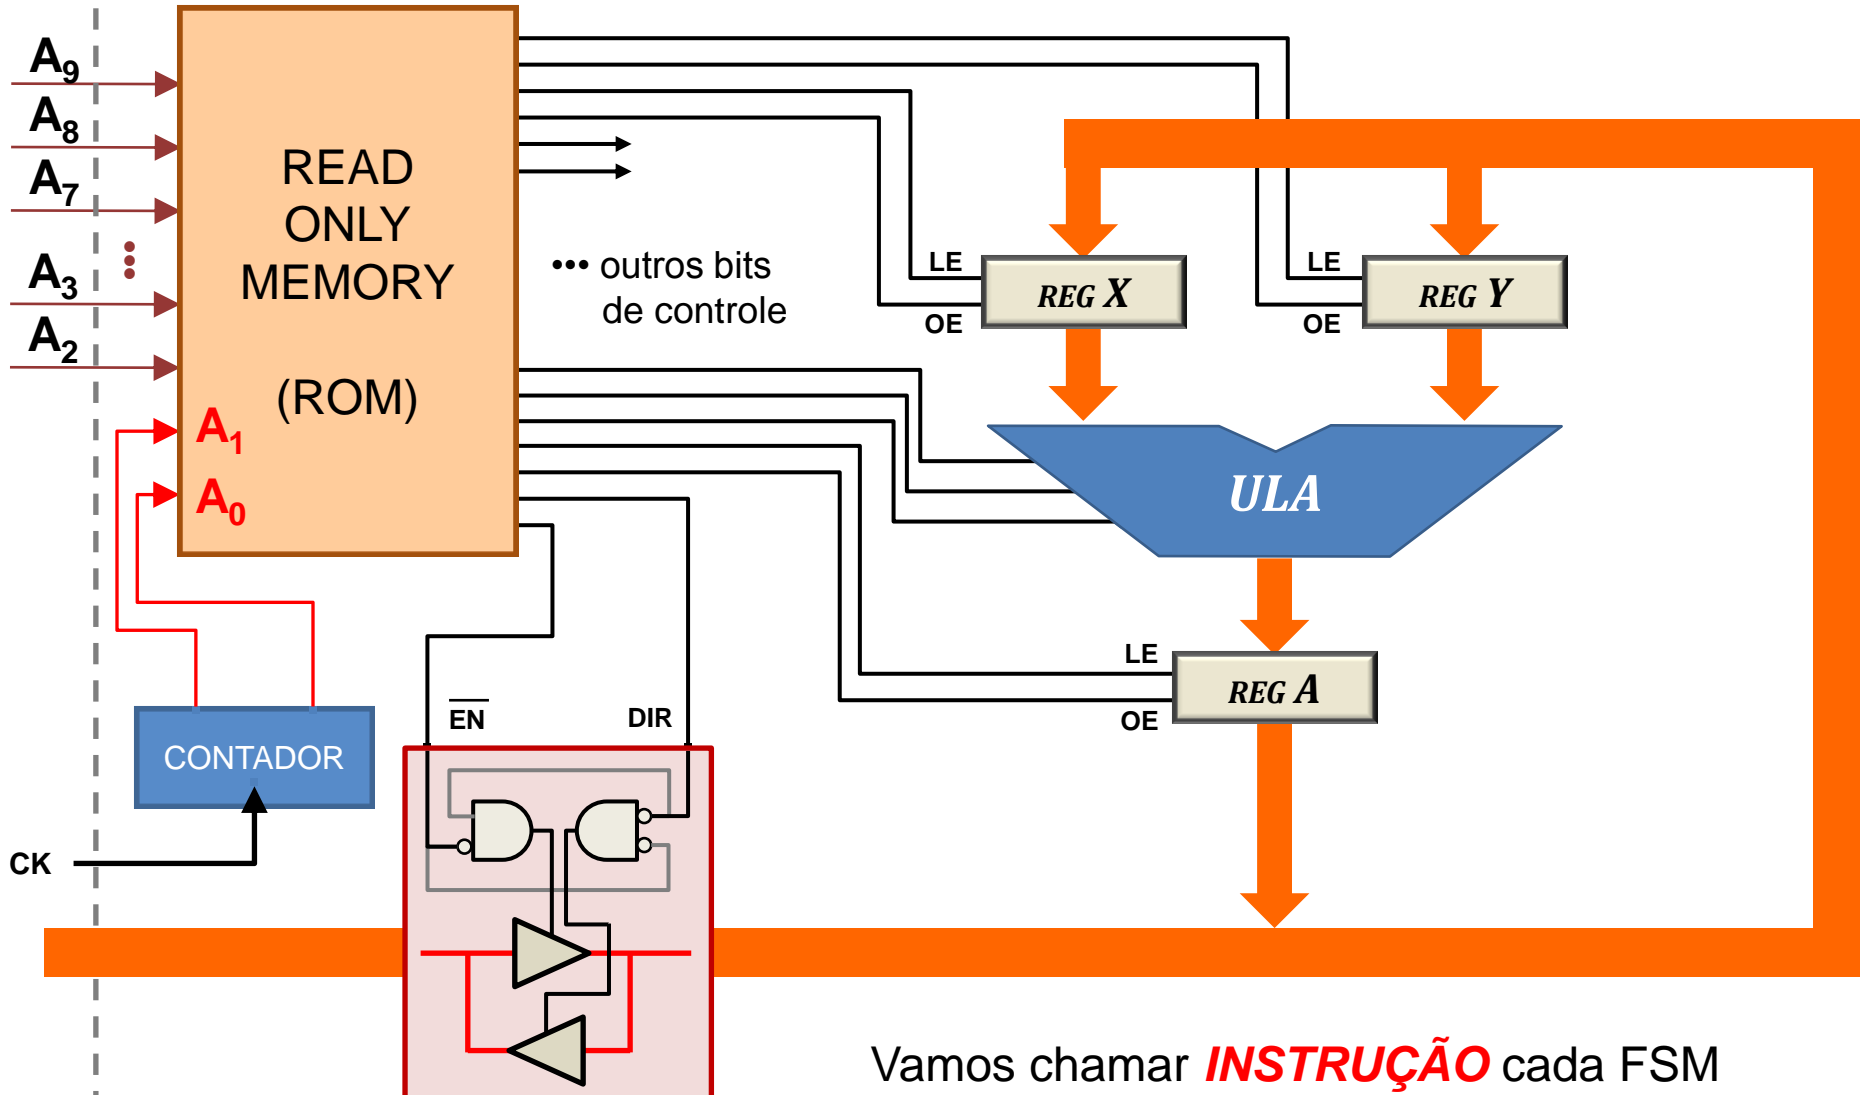 A9
A8
A7
•••
A3
A2
A1
A0
READ
ONLY
MEMORY
(ROM)
••• outros bits
de controle
LE
OE
REG X
LE
OE
REG Y
ULA
LE
OE
REG A
EN
DIR
CONTADOR
CK
Vamos chamar INSTRUÇÃO cada FSM